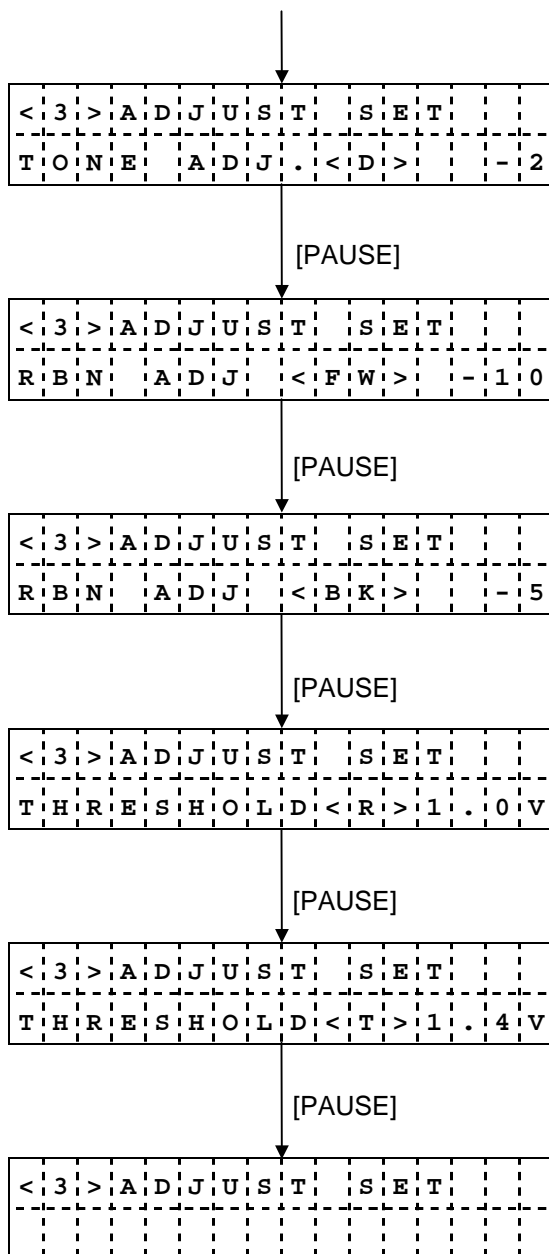 <3>ADJUST SET
TONE ADJ.<D>  -2
[PAUSE]
<3>ADJUST SET
RBN ADJ <FW> -10
[PAUSE]
<3>ADJUST SET
RBN ADJ <BK>  -5
[PAUSE]
<3>ADJUST SET
THRESHOLD<R>1.0V
[PAUSE]
<3>ADJUST SET
THRESHOLD<T>1.4V
[PAUSE]
<3>ADJUST SET